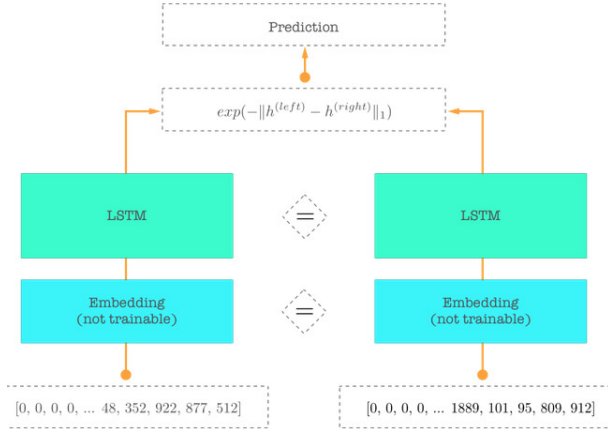 Prediction
exp(−‖h^(left) − h^(right)‖₁)
LSTM = LSTM
Embedding = Embedding
(not trainable) (not trainable)
[0, 0, 0, 0, ... 48, 352, 922, 877, 512] [0, 0, 0, 0, ... 1889, 101, 95, 809, 912]